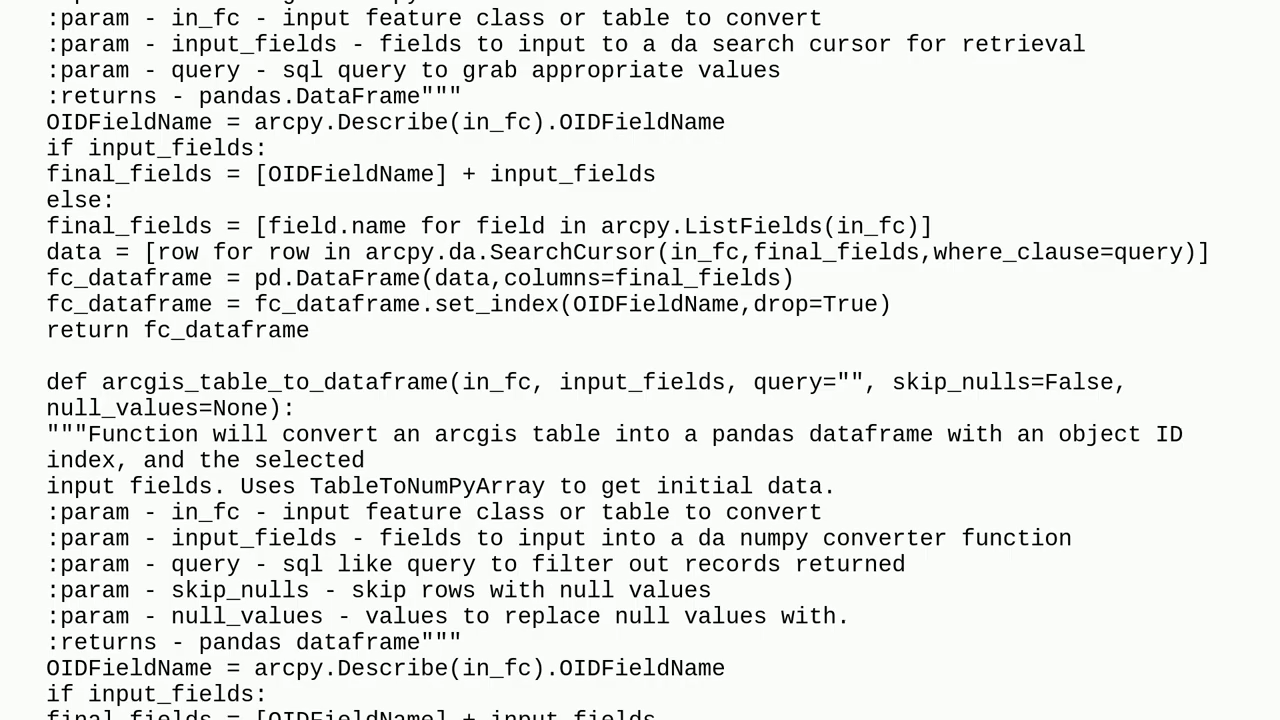 :param - in_fc - input feature class or table to convert
:param - input_fields - fields to input to a da search cursor for retrieval
:param - query - sql query to grab appropriate values
:returns - pandas.DataFrame"""
OIDFieldName = arcpy.Describe(in_fc).OIDFieldName
if input_fields:
final_fields = [OIDFieldName] + input_fields
else:
final_fields = [field.name for field in arcpy.ListFields(in_fc)]
data = [row for row in arcpy.da.SearchCursor(in_fc,final_fields,where_clause=query)]
fc_dataframe = pd.DataFrame(data,columns=final_fields)
fc_dataframe = fc_dataframe.set_index(OIDFieldName,drop=True)
return fc_dataframe

def arcgis_table_to_dataframe(in_fc, input_fields, query="", skip_nulls=False,
null_values=None):
"""Function will convert an arcgis table into a pandas dataframe with an object ID
index, and the selected
input fields. Uses TableToNumPyArray to get initial data.
:param - in_fc - input feature class or table to convert
:param - input_fields - fields to input into a da numpy converter function
:param - query - sql like query to filter out records returned
:param - skip_nulls - skip rows with null values
:param - null_values - values to replace null values with.
:returns - pandas dataframe"""
OIDFieldName = arcpy.Describe(in_fc).OIDFieldName
if input_fields:
final_fields = [OIDFieldName] + input_fields